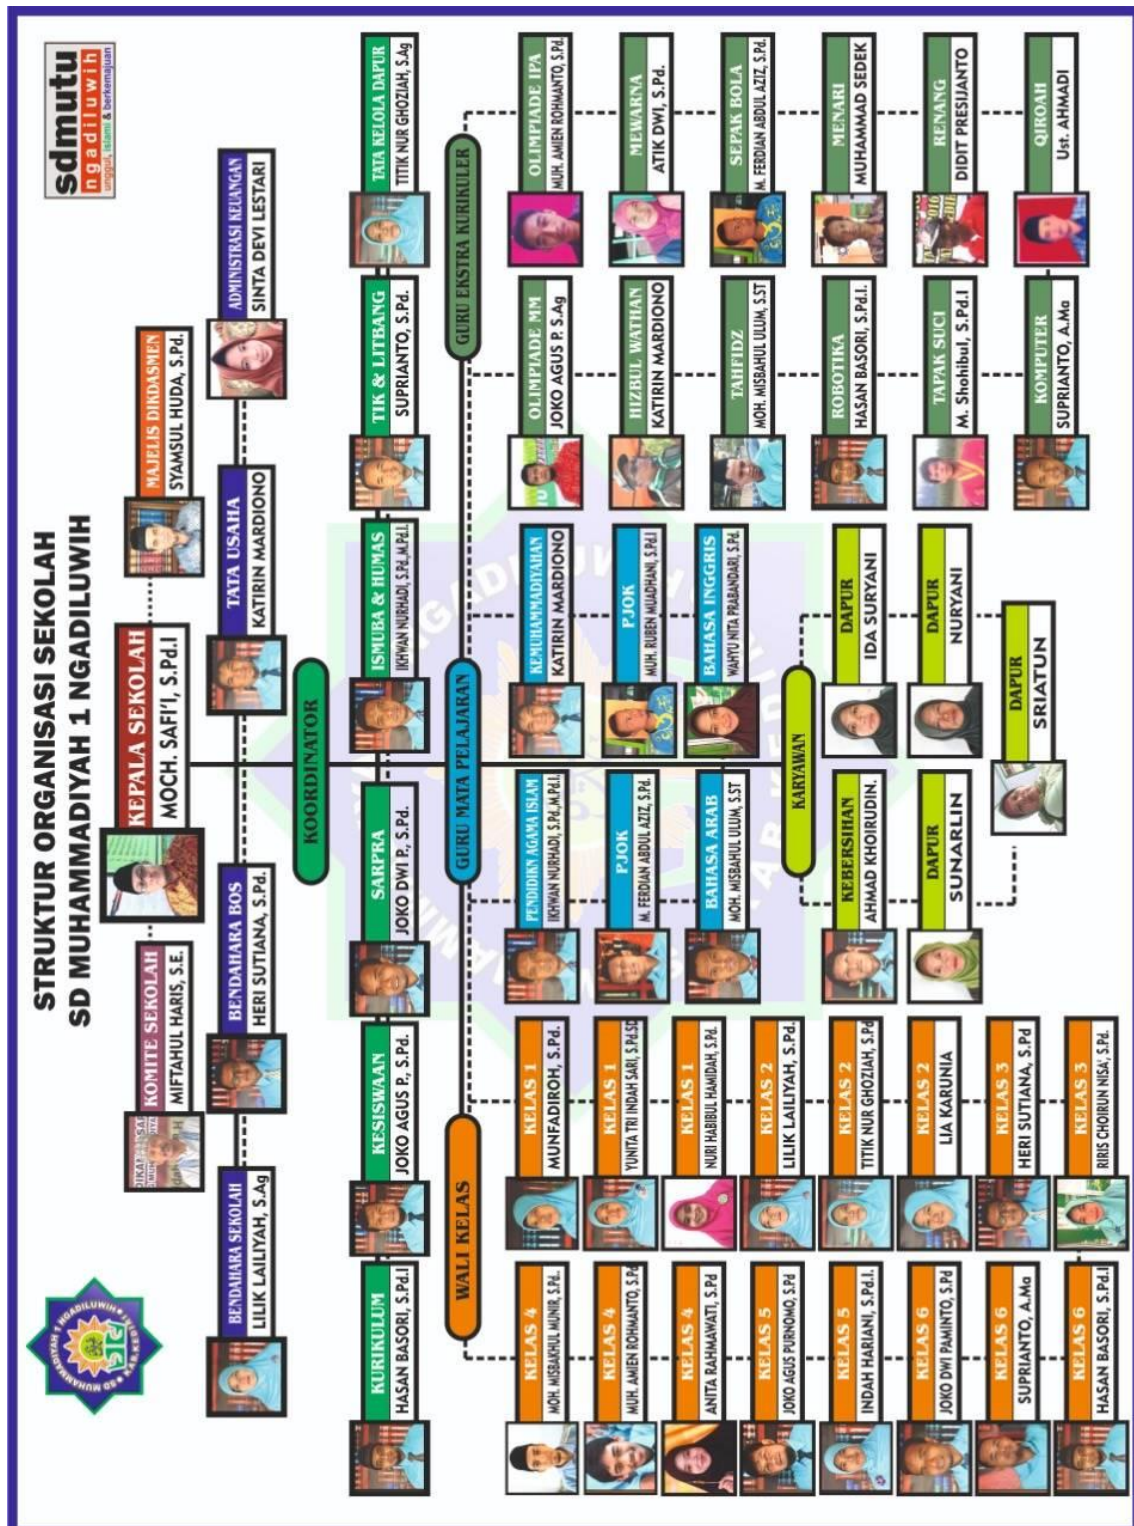 STRUKTUR ORGANISASI SEKOLAH
SD MUHAMMADIYAH 1 NGADILUWIH
SD MUHAMMADIYAH 1 NGADILUWIH
KAB. KEDIRI
sdmutu
ngadiluwih
unggul, islami & berkemajuan
KOMITE SEKOLAH
MIFTAHUL HARIS, S.E.
KEPALA SEKOLAH
MOCH. SAFI'I, S.Pd.I
MAJELIS DIKDASMEN
SYAMSUL HUDA, S.Pd.
BENDAHARA SEKOLAH
LILIK LAILIYAH, S.Ag
BENDAHARA BOS
HERI SUTIANA, S.Pd.
TATA USAHA
KATIRIN MARDIONO
ADMINISTRASI KEUANGAN
SINTA DEVI LESTARI
KOORDINATOR
KURIKULUM
HASAN BASORI, S.Pd.I
KESISWAAN
JOKO AGUS P., S.Pd.
SARPRA
JOKO DWI P., S.Pd.
ISMUBA & HUMAS
IKHWAN NURHADI, S.Pd.,M.Pd.I.
TIK & LITBANG
SUPRIANTO, S.Pd.
TATA KELOLA DAPUR
TITIK NUR GHOZIAH, S.Ag
WALI KELAS
GURU MATA PELAJARAN
GURU EKSTRA KURIKULER
KELAS 4
MOH. MISBAKHUL MUNIR, S.Pd..
KELAS 4
MUH. AMIEN ROHMANTO, S.Pd
KELAS 4
ANITA RAHMAWATI, S.Pd
KELAS 5
JOKO AGUS PURNOMO, S.Pd
KELAS 5
INDAH HARIANI, S.Pd.I.
KELAS 6
JOKO DWI PAMINTO, S.Pd
KELAS 6
SUPRIANTO, A.Ma
KELAS 6
HASAN BASORI, S.Pd.I
KELAS 1
MUNFADIROH, S.Pd.
KELAS 1
YUNITA TRI INDAH SARI, S.Pd.SD
KELAS 1
NURI HABIBUL HAMIDAH, S.Pd.
KELAS 2
LILIK LAILIYAH, S.Pd.
KELAS 2
TITIK NUR GHOZIAH, S.Pd
KELAS 2
LIA KARUNIA
KELAS 3
HERI SUTIANA, S.Pd
KELAS 3
RIRIS CHOIRUN NISA', S.Pd.
PENDIDIKN AGAMA ISLAM
IKHWAN NURHADI, S.Pd.,M.Pd.I.
PJOK
M. FERDIAN ABDUL AZIZ, S.Pd.
BAHASA ARAB
MOH. MISBAHUL ULUM, S.ST
KEMUHAMMADIYAHAN
KATIRIN MARDIONO
PJOK
MUH. RUBEN MUADHANI, S.Pd.I
BAHASA INGGRIS
WAHYU NITA PRABANDARI, S.Pd.
KARYAWAN
KEBERSIHAN
AHMAD KHOIRUDIN.
DAPUR
SUNARLIN
DAPUR
IDA SURYANI
DAPUR
NURYANI
DAPUR
SRIATUN
OLIMPIADE MM
JOKO AGUS P. S.Ag
HIZBUL WATHAN
KATIRIN MARDIONO
TAHFIDZ
MOH. MISBAHUL ULUM, S.ST
ROBOTIKA
HASAN BASORI, S.Pd.I.
TAPAK SUCI
M. Shohibul, S.Pd.I
KOMPUTER
SUPRIANTO, A.Ma
OLIMPIADE IPA
MUH. AMIEN ROHMANTO, S.Pd.
MEWARNA
ATIK DWI, S.Pd.
SEPAK BOLA
M. FERDIAN ABDUL AZIZ, S.Pd.
MENARI
MUHAMMAD SEDEK
RENANG
DIDIT PRESIJANTO
QIROAH
Ust. AHMADI